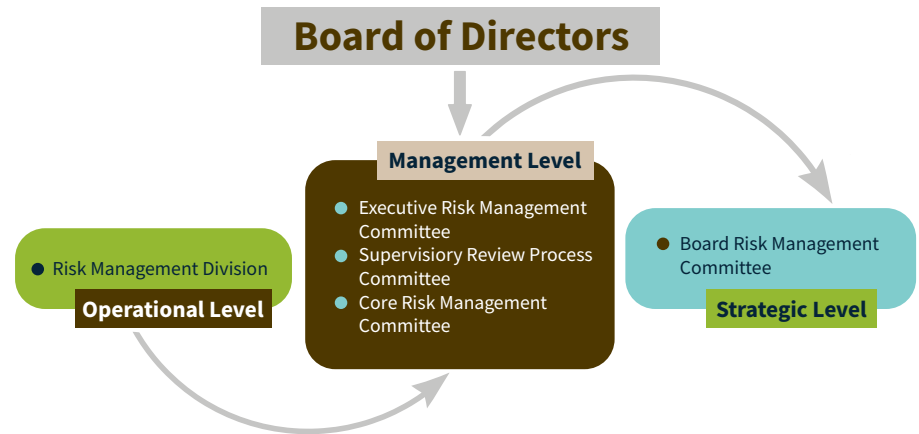 Board of Directors
Management Level
Executive Risk Management
Committee
Supervisiory Review Process
Committee
Core Risk Management
Committee
Risk Management Division
Operational Level
Board Risk Management
Committee
Strategic Level